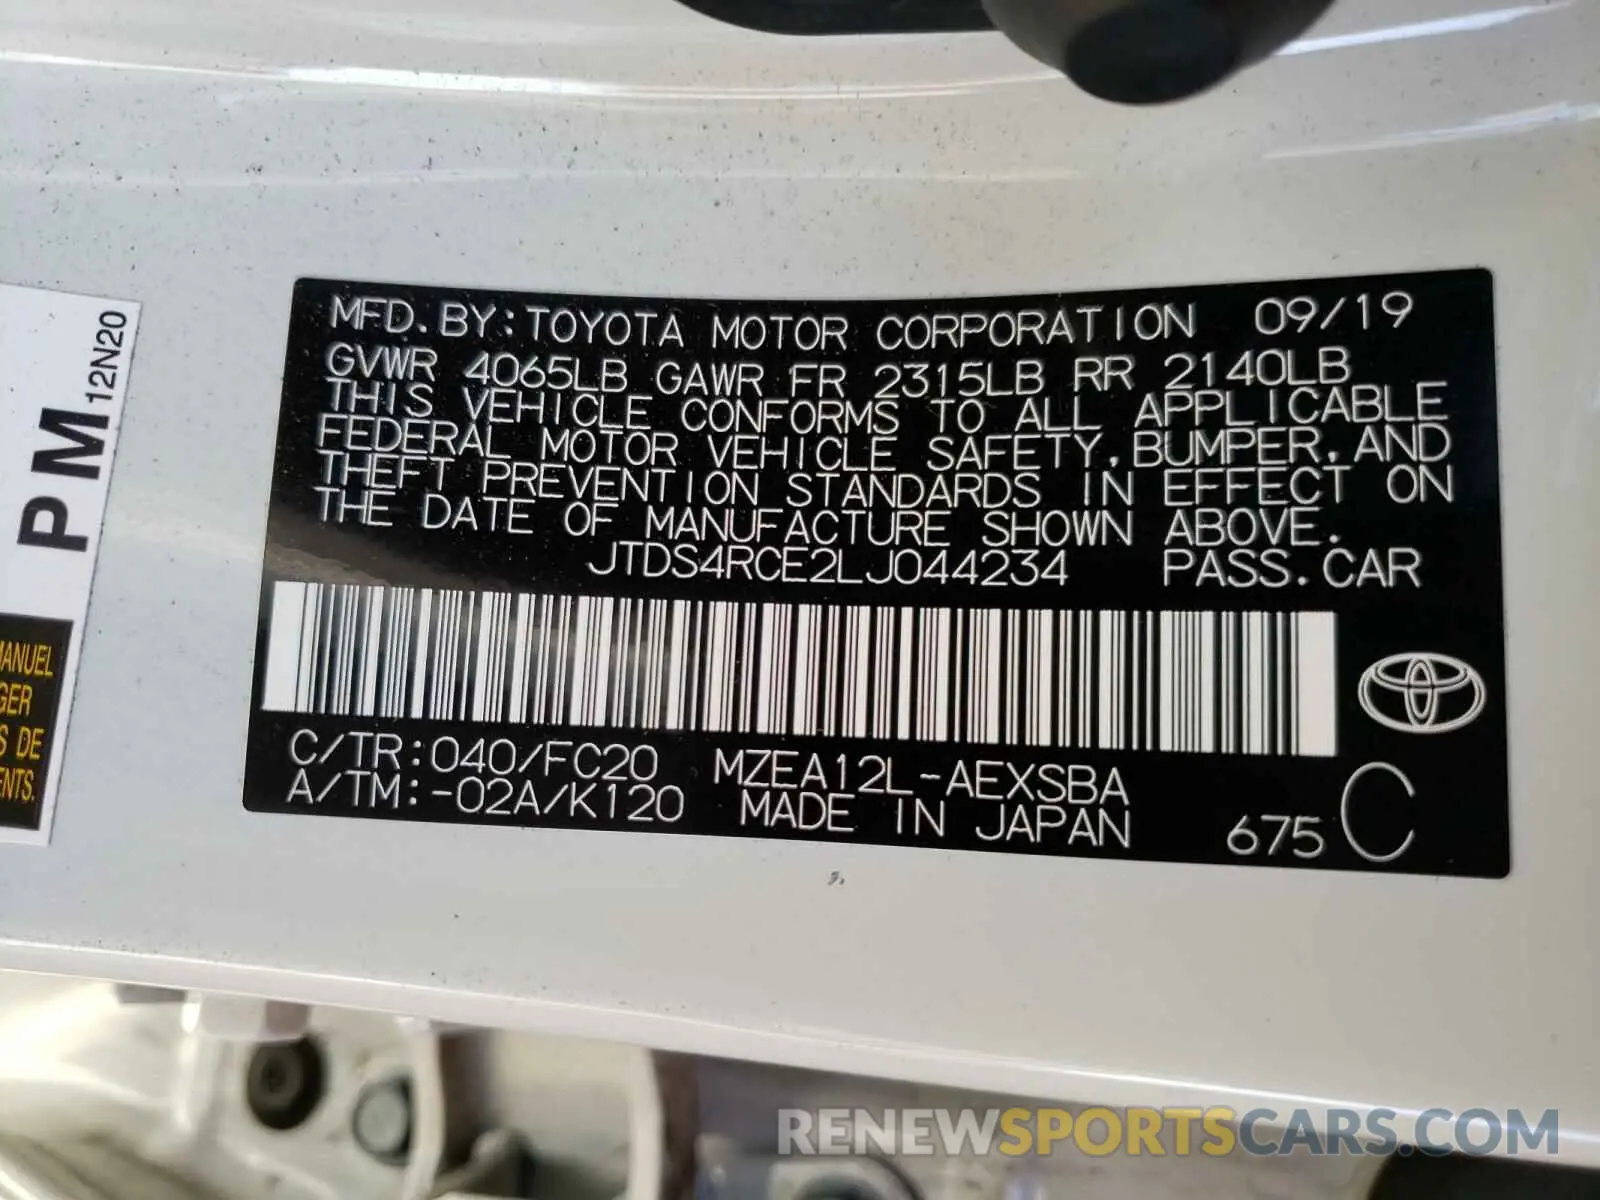 MFD. BY: TOYOTA MOTOR CORPORATION 09/19
GVWR 4065LB GAWR FR 2315LB RR 2140LB
THIS VEHICLE CONFORMS TO ALL APPLICABLE
FEDERAL MOTOR VEHICLE SAFETY, BUMPER, AND
THEFT PREVENTION STANDARDS IN EFFECT ON
THE DATE OF MANUFACTURE SHOWN ABOVE.
JTDS4RCE2LJ044234 PASS. CAR
C/TR: 040/FC20 MZEA12L-AEXSBA
A/TM: -02A/K120 MADE IN JAPAN 675 C
PM 12N20
MANUEL
GER
S DE
ENTS.
RENEWSPORTSCARS.COM